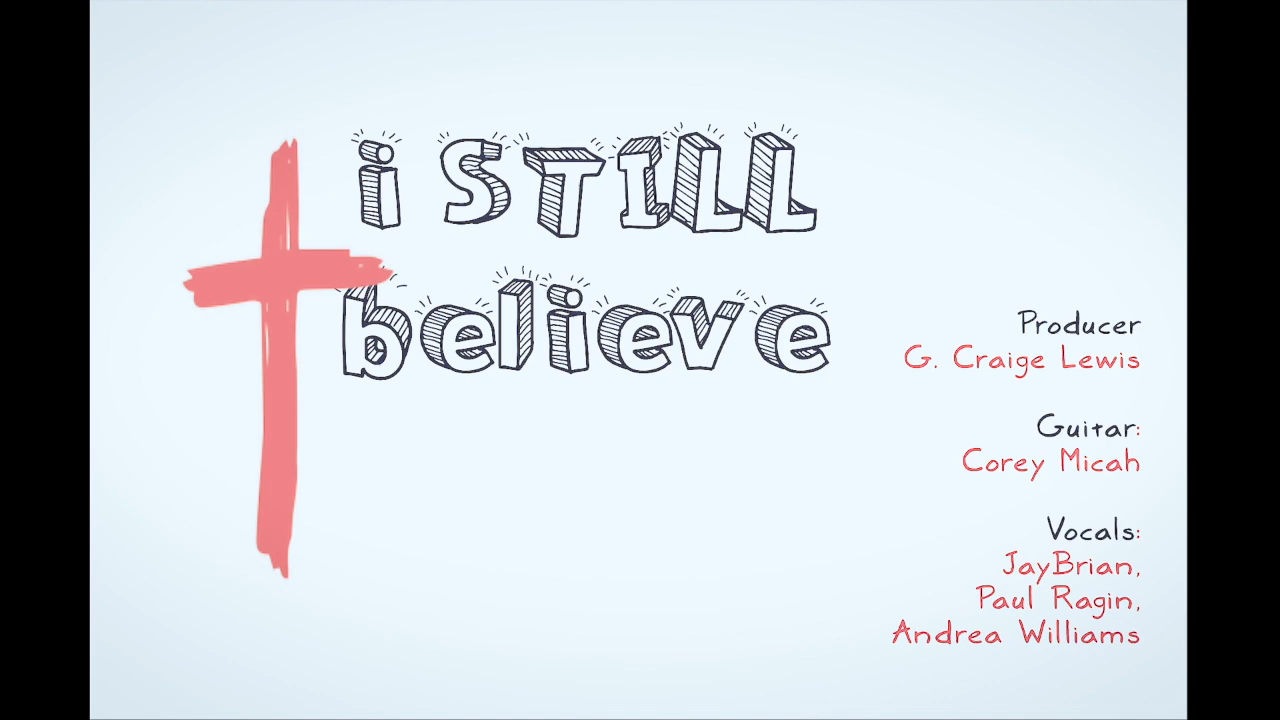 i STILL
believe
Producer
G. Craige Lewis
Guitar:
Corey Micah
Vocals:
JayBrian,
Paul Ragin,
Andrea Williams